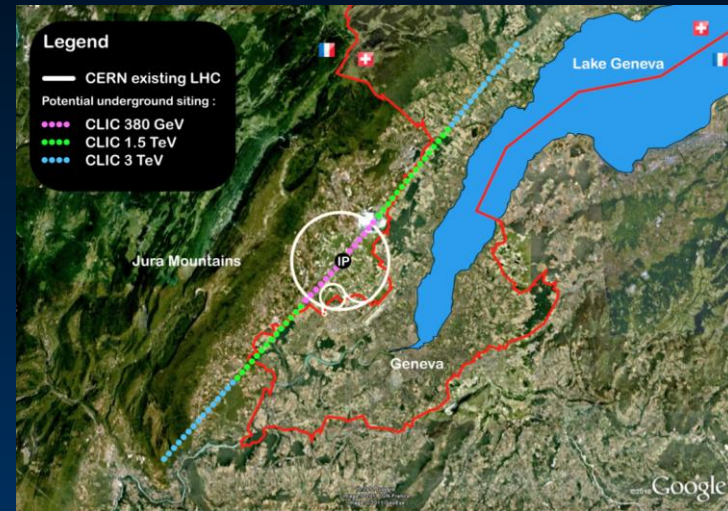 Legend
CERN existing LHC
Potential underground siting :
CLIC 380 GeV
CLIC 1.5 TeV
CLIC 3 TeV
Lake Geneva
Jura Mountains
IP
Geneva
Google